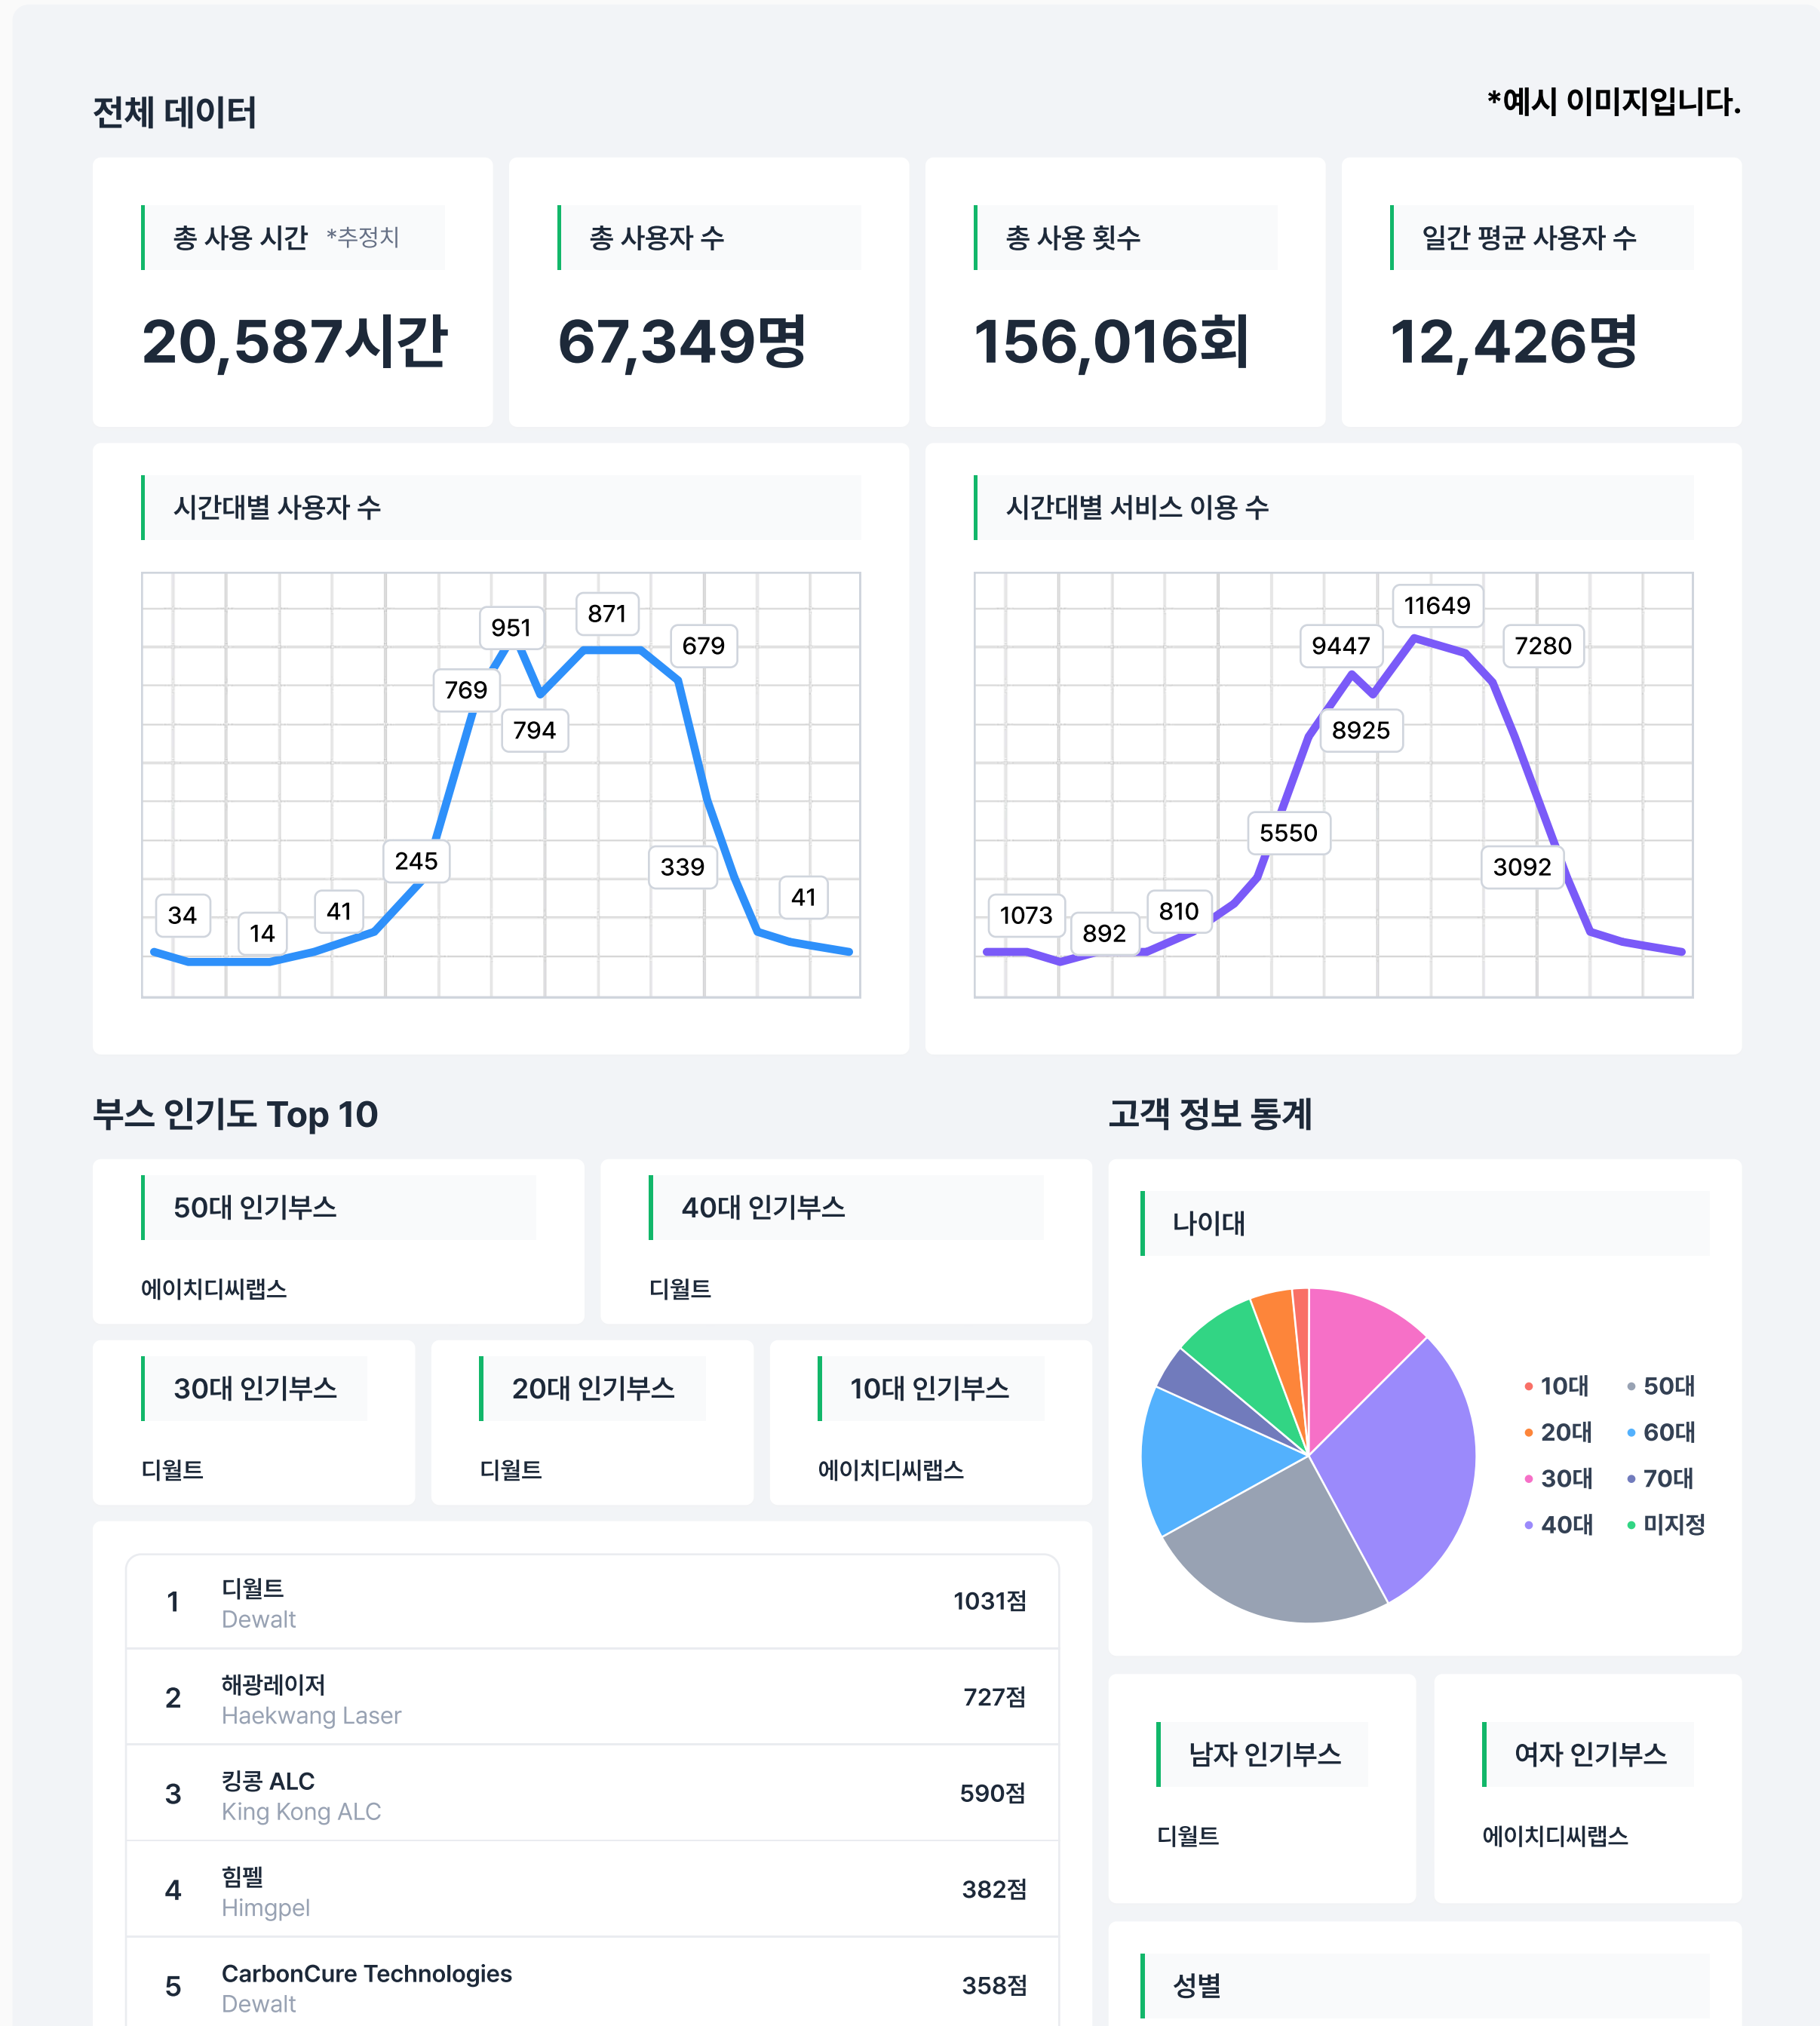 전체 데이터
*예시 이미지입니다.
총 사용 시간 *추정치
20,587시간
총 사용자 수
67,349명
총 사용 횟수
156,016회
일간 평균 사용자 수
12,426명
시간대별 사용자 수
34
14
41
245
769
951
794
871
679
339
41
시간대별 서비스 이용 수
1073
892
810
5550
9447
8925
11649
7280
3092
부스 인기도 Top 10
50대 인기부스
에이치디씨랩스
40대 인기부스
디월트
30대 인기부스
디월트
20대 인기부스
디월트
10대 인기부스
에이치디씨랩스
1
디월트
Dewalt
1031점
2
해광레이저
Haekwang Laser
727점
3
킹콩 ALC
King Kong ALC
590점
4
힘펠
Himgpel
382점
5
CarbonCure Technologies
Dewalt
358점
고객 정보 통계
나이대
10대
20대
30대
40대
50대
60대
70대
미지정
남자 인기부스
디월트
여자 인기부스
에이치디씨랩스
성별